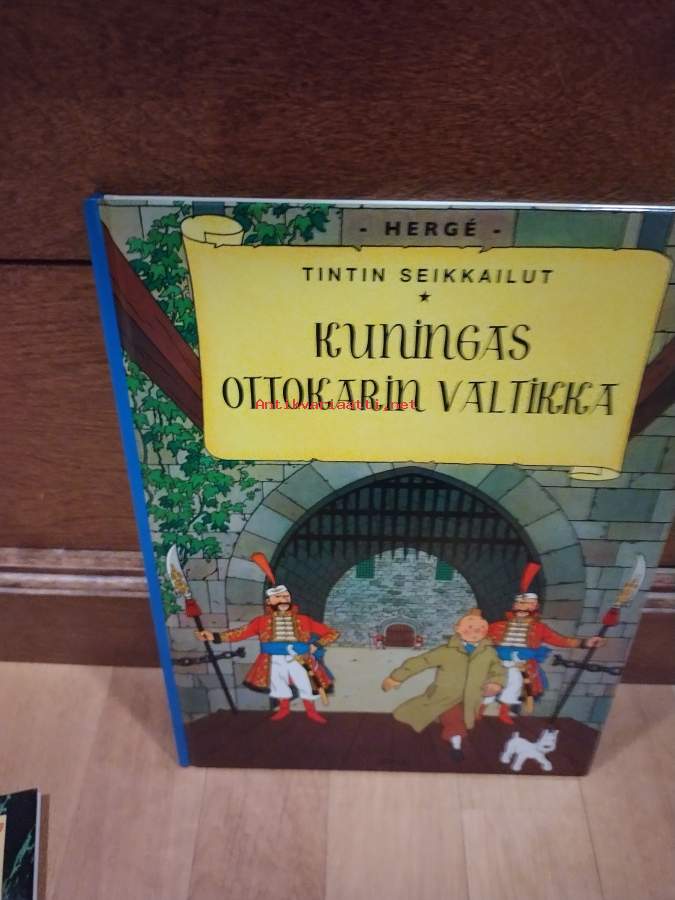 - HERGÉ -
TINTIN SEIKKAILUT
KUNINGAS
OTTOKARIN VALTIKKA
Antikvariaatti.net